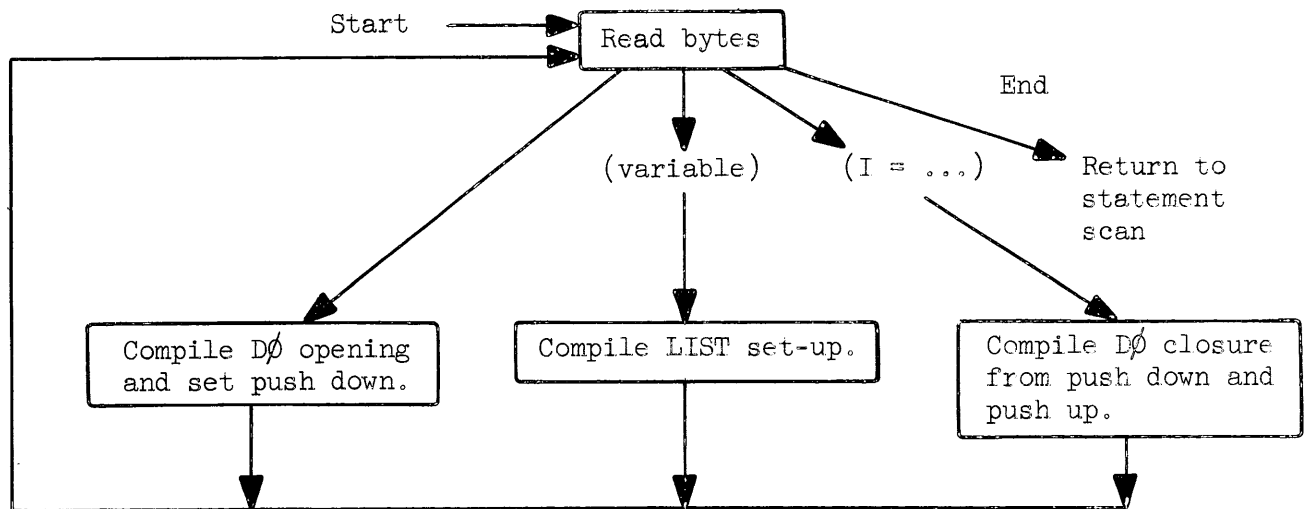 Start
Read bytes
End
(variable)
(I = ...)
Return to
statement
scan
Compile DØ opening
and set push down.
Compile LIST set-up.
Compile DØ closure
from push down and
push up.